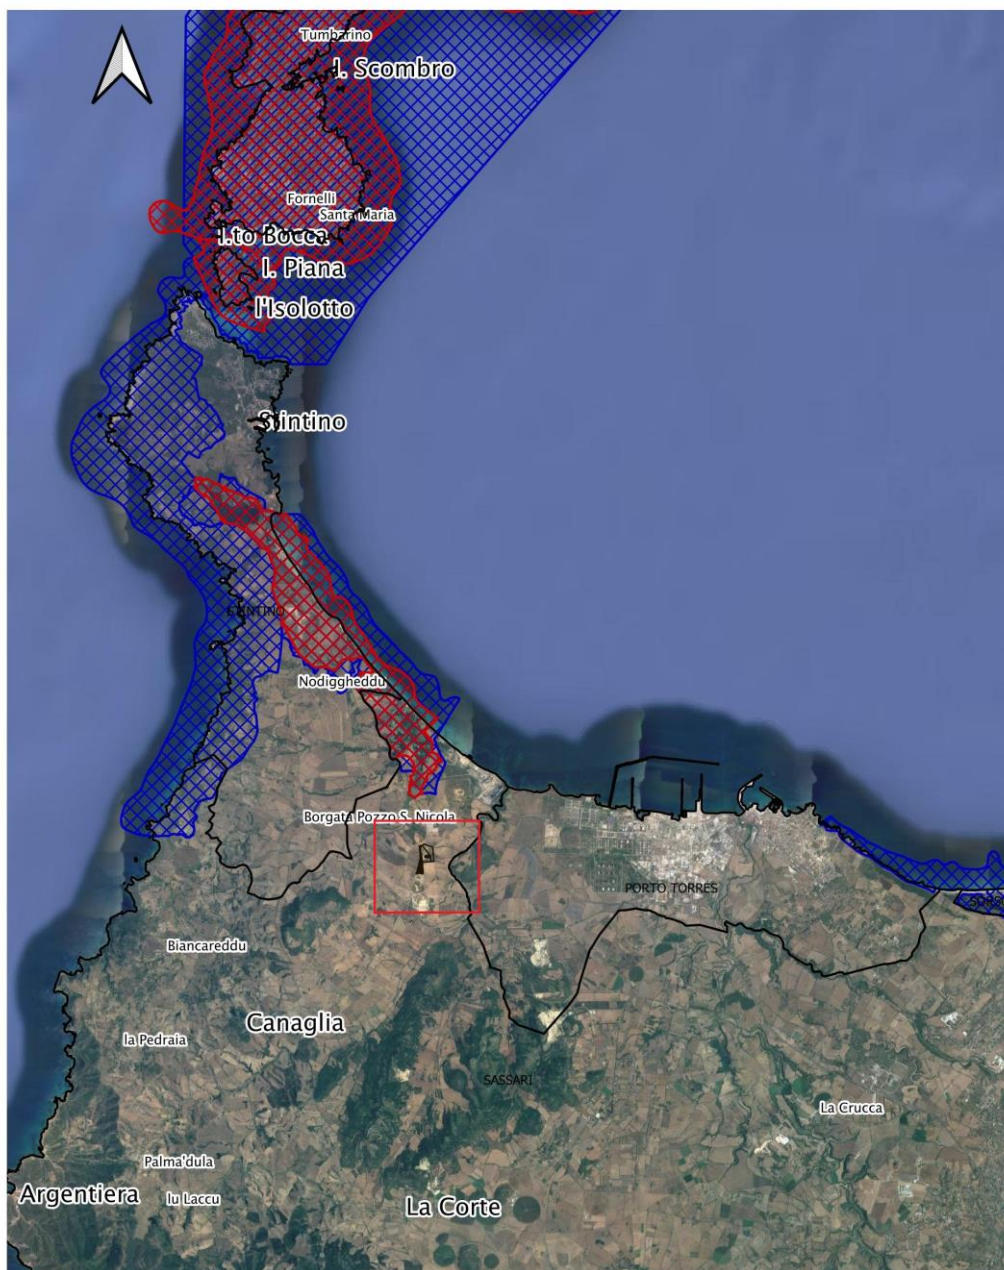 Tumbarino
I. Scombro
Fornelli
Santa Maria
I.to Bocca
I. Piana
l'Isolotto
Stintino
STINTINO
Nodiggheddu
Borgata Pozzo S. Nicola
PORTO TORRES
Biancareddu
Canaglia
la Pedraia
SASSARI
La Crucca
Palma'dula
Argentiera
lu Laccu
La Corte